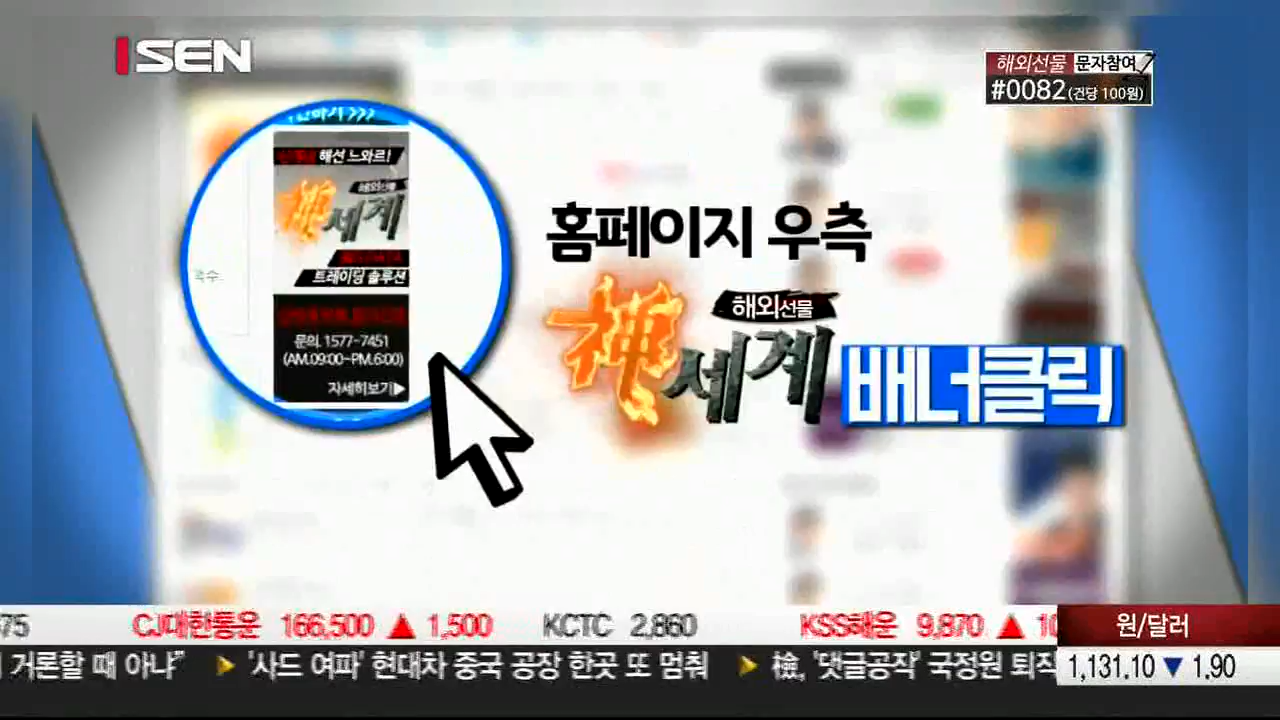 SEN
해외선물 문자참여
#0082(건당 100원)
해선 느와르!
해외선물
神세계
트레이딩 솔루션
문의. 1577-7451
(AM.09:00~PM.6:00)
자세히보기▶
홈페이지 우측
해외선물
神세계 배너클릭
75 CJ대한통운 166,500 ▲ 1,500 KCTC 2,860 KSS해운 9,870 ▲ 10
원/달러
거론할 때 아냐” ▶ ‘사드 여파’ 현대차 중국 공장 한곳 또 멈춰 ▶ 檢, ‘댓글공작’ 국정원 퇴직
1,131.10 ▼ 1.90